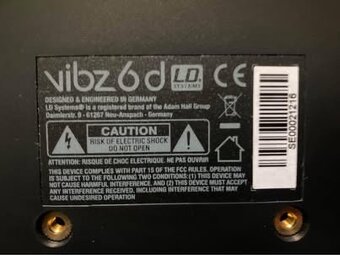 vibz 6 d LD SYSTEMS CE
DESIGNED & ENGINEERED IN GERMANY
LD Systems® is a registered brand of the Adam Hall Group
Daimlerstr. 9 - 61267 Neu-Anspach - Germany
CAUTION
RISK OF ELECTRIC SHOCK
DO NOT OPEN
ATTENTION: RISQUE DE CHOC ELECTRIQUE. NE PAS OUVRIR
THIS DEVICE COMPLIES WITH PART 15 OF THE FCC RULES. OPERATION
IS SUBJECT TO THE FOLLOWING TWO CONDITIONS: (1) THIS DEVICE MAY
NOT CAUSE HARMFUL INTERFERENCE, AND (2) THIS DEVICE MUST ACCEPT
ANY INTERFERENCE RECEIVED, INCLUDING INTERFERENCE THAT MAY
CAUSE UNDESIRED OPERATION
SE00021216